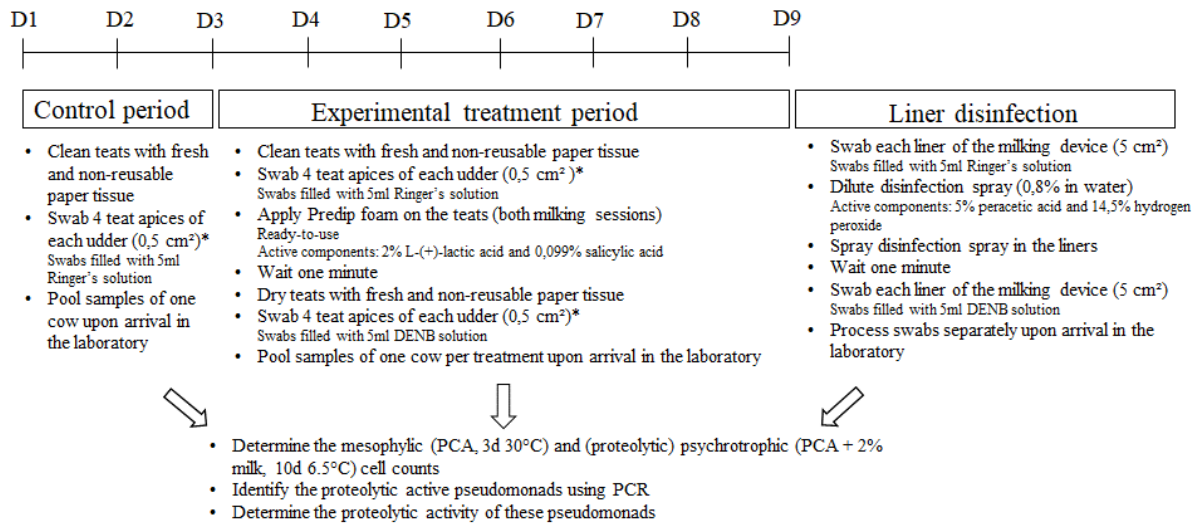 D1 D2 D3 D4 D5 D6 D7 D8 D9
Control period
• Clean teats with fresh
and non-reusable
paper tissue
• Swab 4 teat apices of
each udder (0,5 cm²)*
Swabs filled with 5ml
Ringer's solution
• Pool samples of one
cow upon arrival in
the laboratory
Experimental treatment period
• Clean teats with fresh and non-reusable paper tissue
• Swab 4 teat apices of each udder (0,5 cm² )*
Swabs filled with 5ml Ringer's solution
• Apply Predip foam on the teats (both milking sessions)
Ready-to-use
Active components: 2% L-(+)-lactic acid and 0,099% salicylic acid
• Wait one minute
• Dry teats with fresh and non-reusable paper tissue
• Swab 4 teat apices of each udder (0,5 cm²)*
Swabs filled with 5ml DENB solution
• Pool samples of one cow per treatment upon arrival in the laboratory
Liner disinfection
• Swab each liner of the milking device (5 cm²)
Swabs filled with 5ml Ringer's solution
• Dilute disinfection spray (0,8% in water)
Active components: 5% peracetic acid and 14,5% hydrogen
peroxide
• Spray disinfection spray in the liners
• Wait one minute
• Swab each liner of the milking device (5 cm²)
Swabs filled with 5ml DENB solution
• Process swabs separately upon arrival in the
laboratory
• Determine the mesophylic (PCA, 3d 30°C) and (proteolytic) psychrotrophic (PCA + 2%
milk, 10d 6.5°C) cell counts
• Identify the proteolytic active pseudomonads using PCR
• Determine the proteolytic activity of these pseudomonads